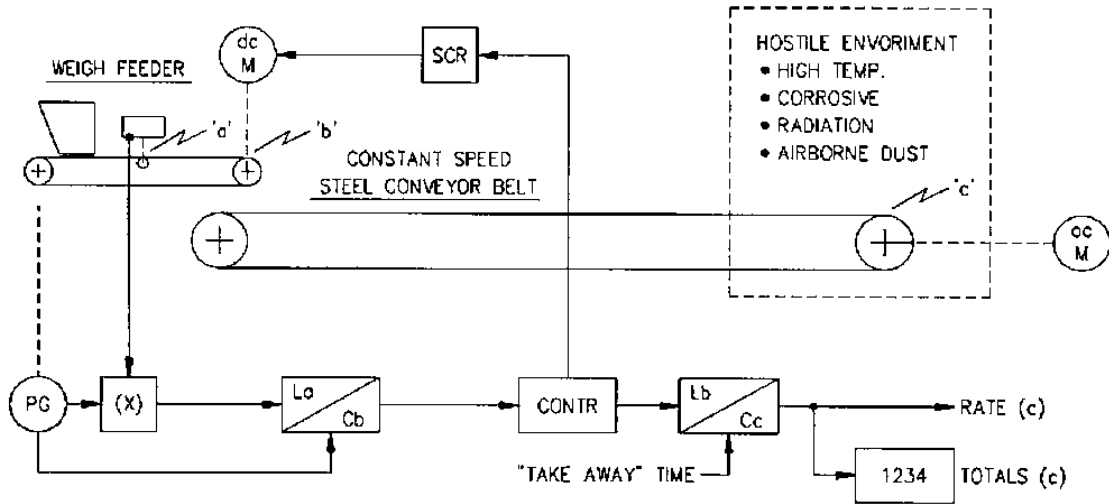 dc
M
SCR
WEIGH FEEDER
'a'
'b'
CONSTANT SPEED
STEEL CONVEYOR BELT
HOSTILE ENVORIMENT
• HIGH TEMP.
• CORROSIVE
• RADIATION
• AIRBORNE DUST
'c'
ac
M
PG
(X)
La
Cb
CONTR
Lb
Cc
RATE (c)
"TAKE AWAY" TIME
1234
TOTALS (c)